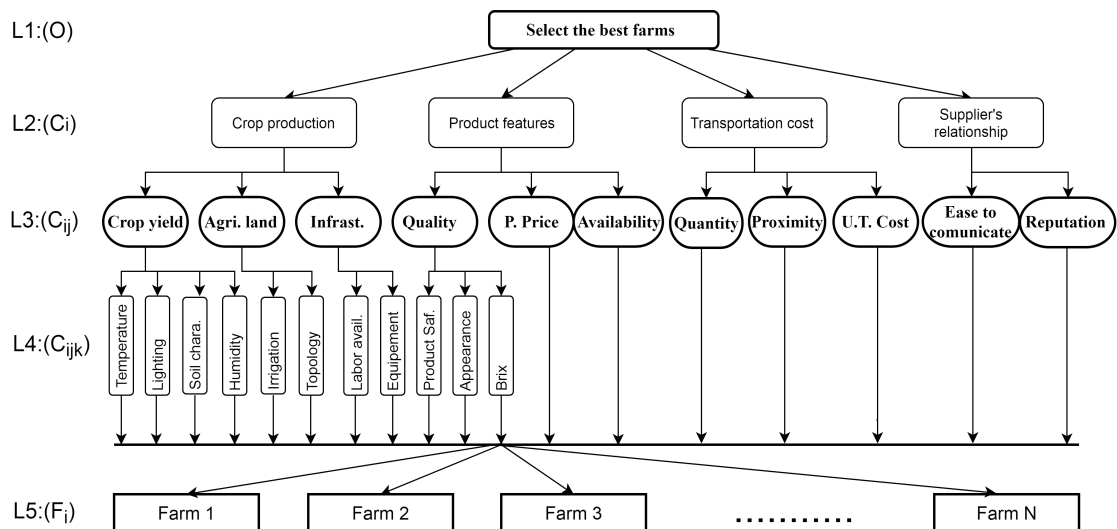 L1:(O)
Select the best farms
L2:(Ci)
Crop production
Product features
Transportation cost
Supplier's
relationship
L3:(Cij)
Crop yield
Agri. land
Infrast.
Quality
P. Price
Availability
Quantity
Proximity
U.T. Cost
Ease to
comunicate
Reputation
L4:(Cijk)
Temperature
Lighting
Soil chara.
Humidity
Irrigation
Topology
Labor avail.
Equipement
Product Saf.
Appearance
Brix
L5:(Fi)
Farm 1
Farm 2
Farm 3
............
Farm N